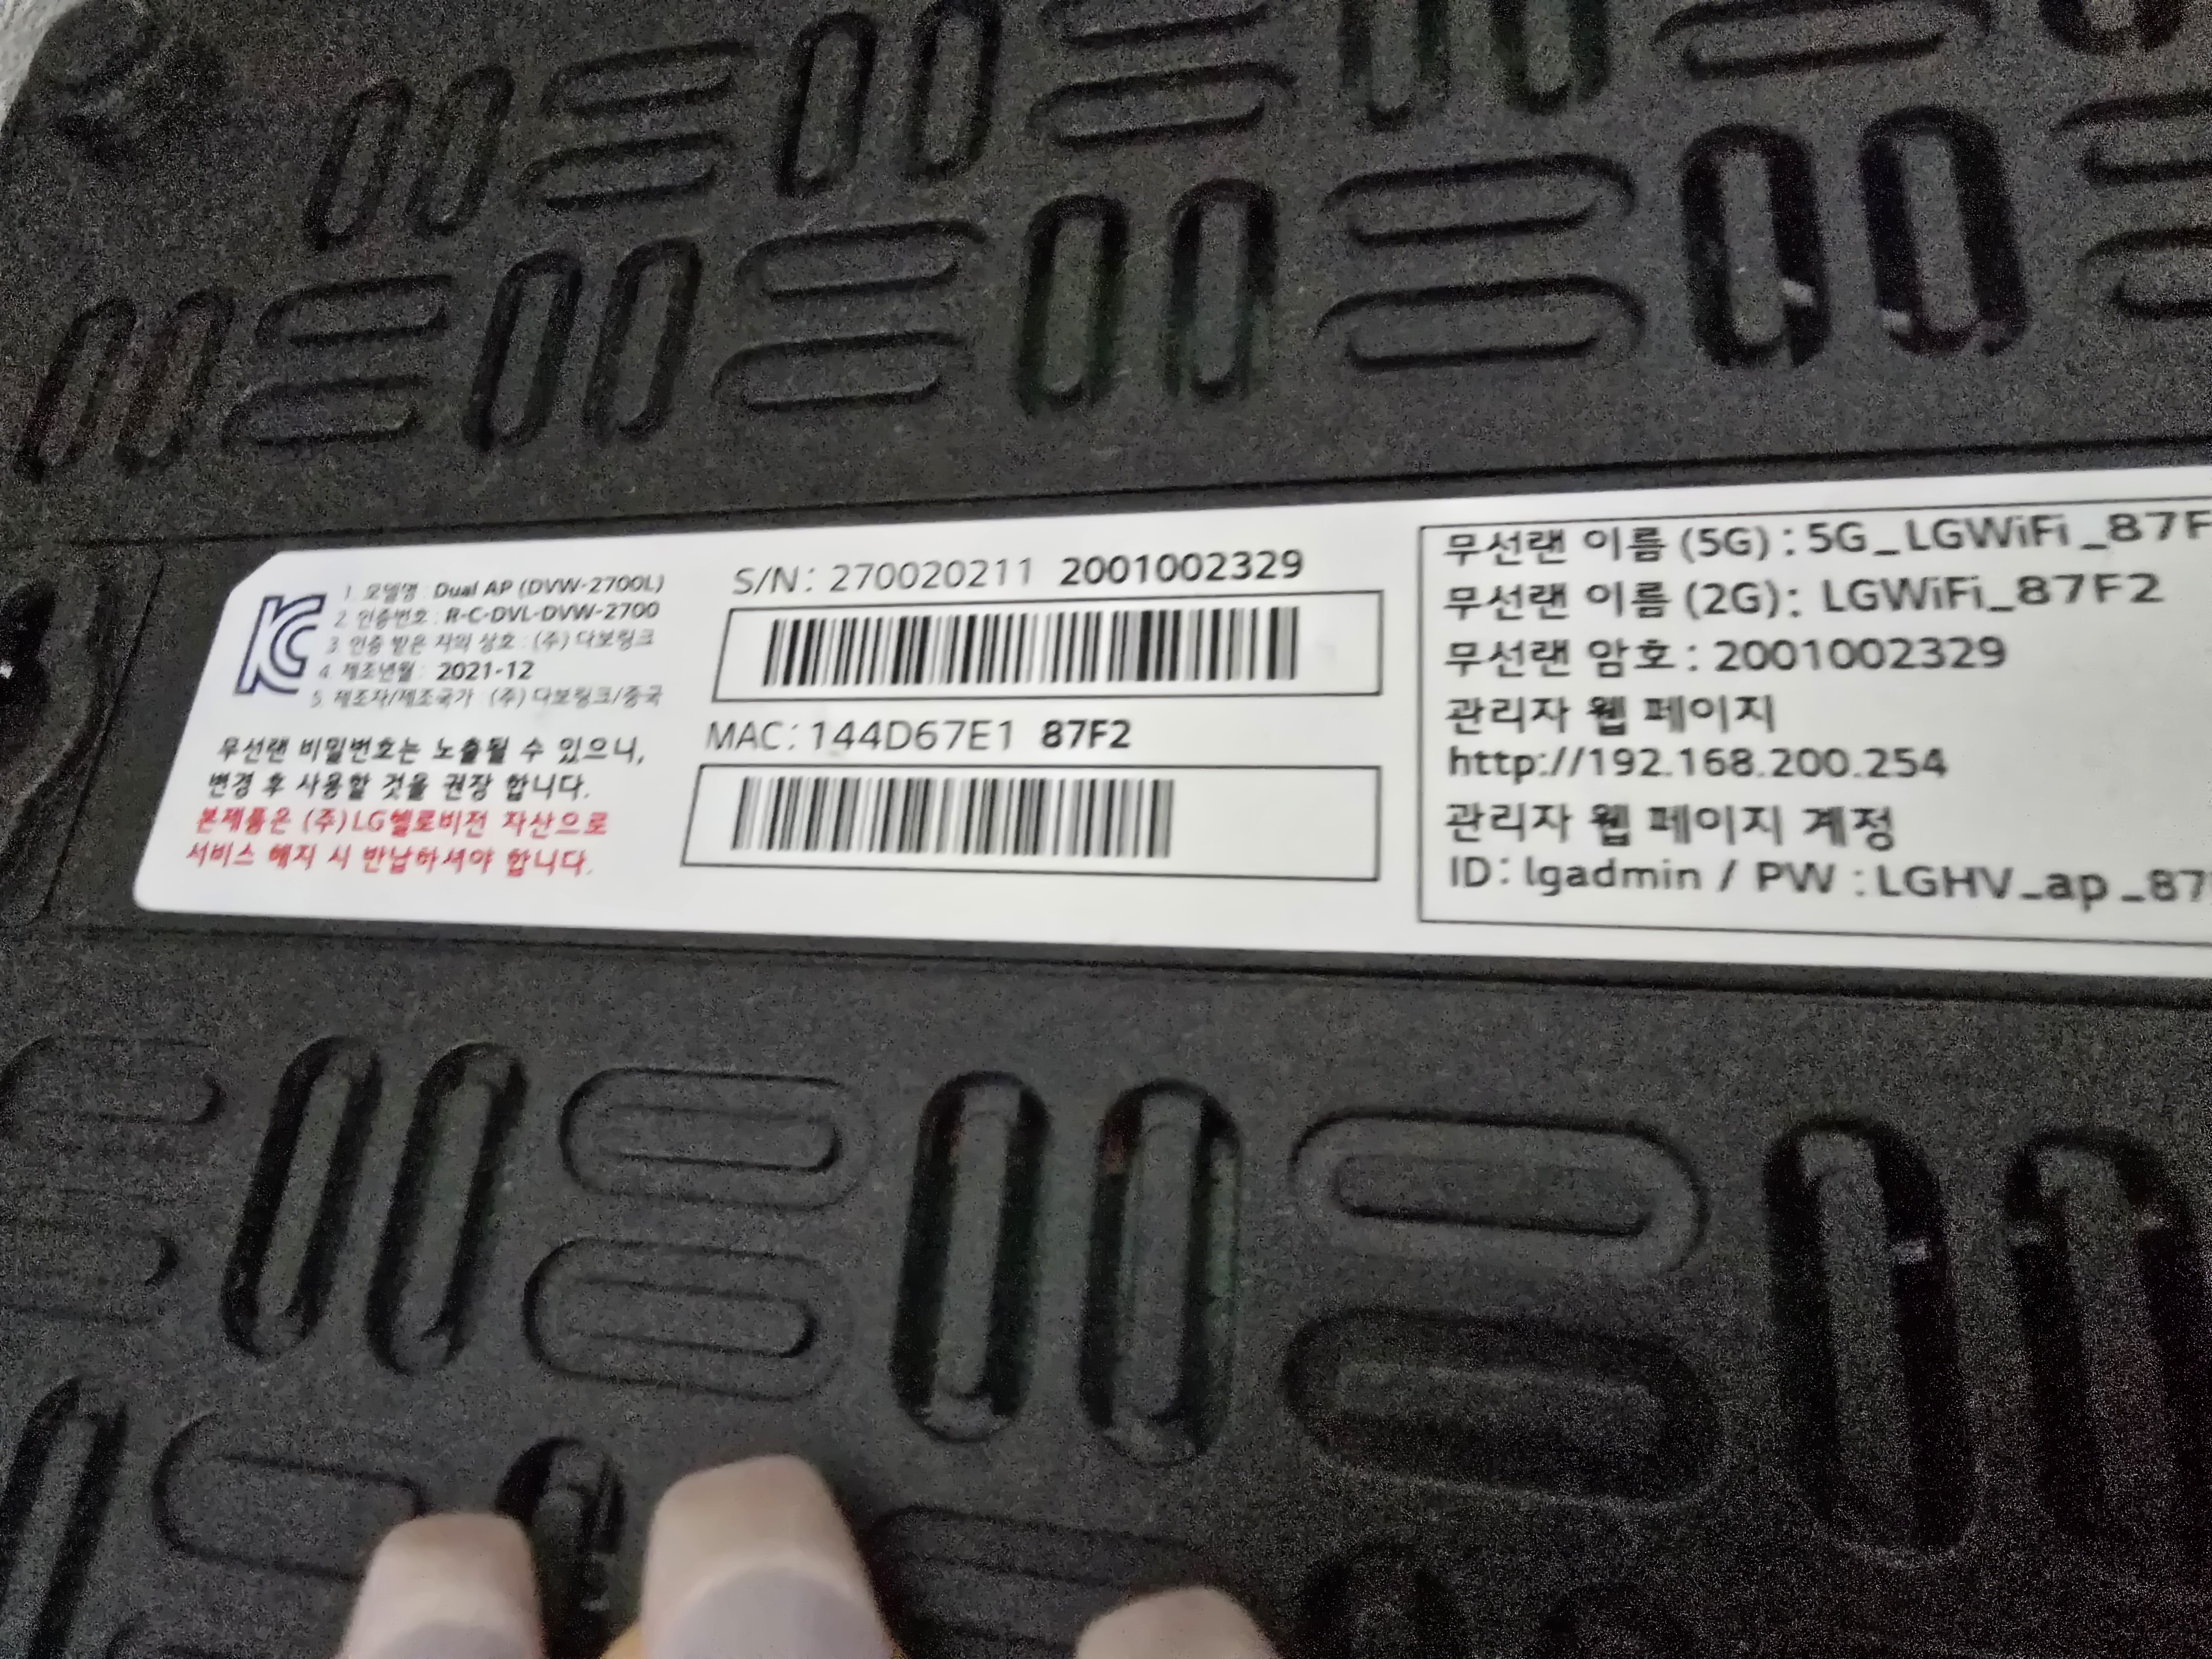 KC
1. 모델명 : Dual AP (DVW-2700L)
2. 인증번호 : R-C-DVL-DVW-2700
3. 인증 받은 자의 상호 : (주) 다보링크
4. 제조년월 : 2021-12
5. 제조자/제조국가 : (주) 다보링크/중국
무선랜 비밀번호는 노출될 수 있으니,
변경 후 사용할 것을 권장 합니다.
본제품은 (주)LG헬로비전 자산으로
서비스 해지 시 반납하셔야 합니다.
S/N: 270020211 2001002329
MAC: 144D67E1 87F2
무선랜 이름 (5G) : 5G_LGWiFi_87F
무선랜 이름 (2G): LGWiFi_87F2
무선랜 암호 : 2001002329
관리자 웹 페이지
http://192.168.200.254
관리자 웹 페이지 계정
ID: lgadmin / PW : LGHV_ap_87